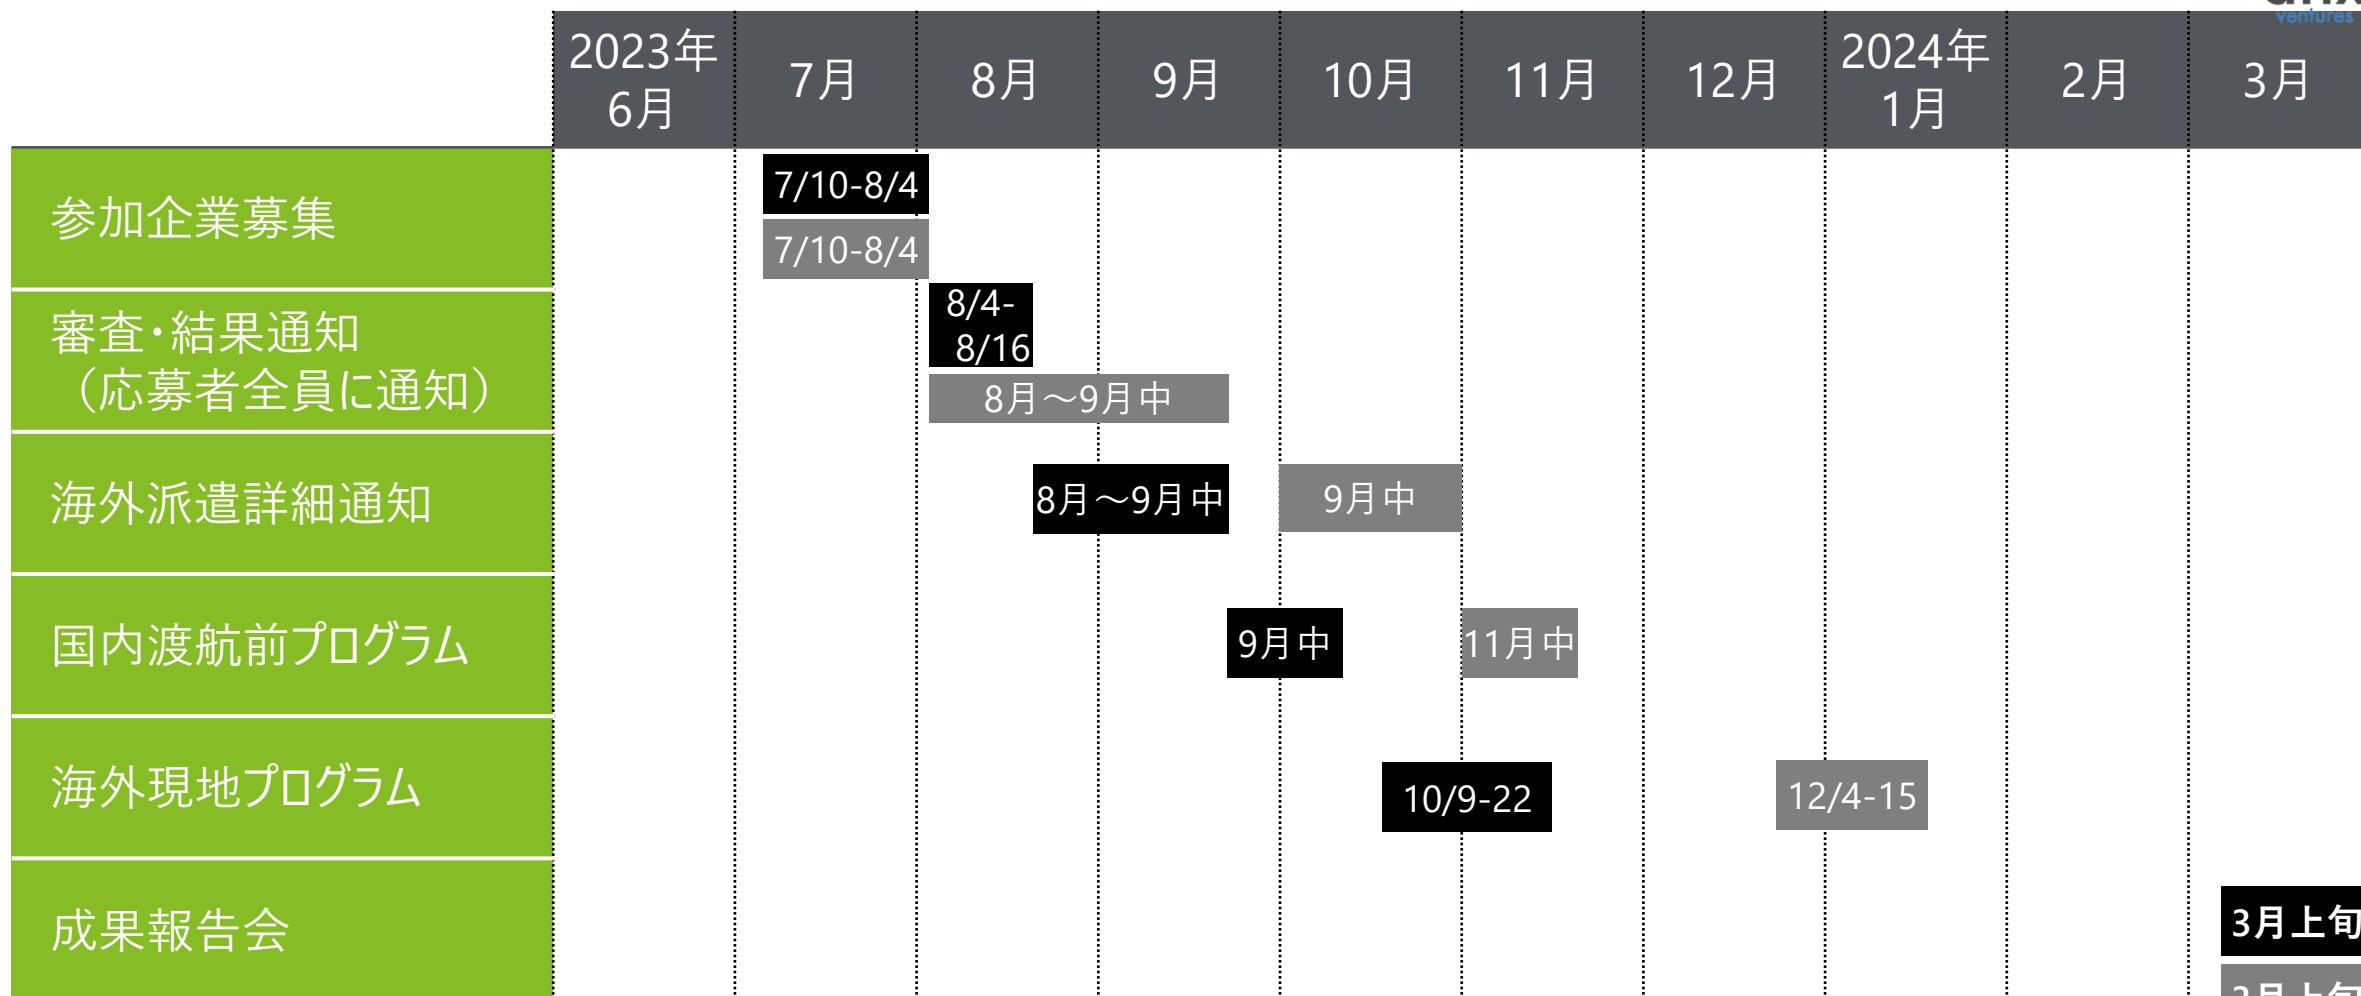 ventures
2023年
6月
7月
8月
9月
10月
11月
12月
2024年
1月
2月
3月
参加企業募集
7/10-8/4
7/10-8/4
審査・結果通知
（応募者全員に通知）
8/4-
8/16
8月～9月中
海外派遣詳細通知
8月～9月中
9月中
国内渡航前プログラム
9月中
11月中
海外現地プログラム
10/9-22
12/4-15
成果報告会
3月上旬
3月上旬